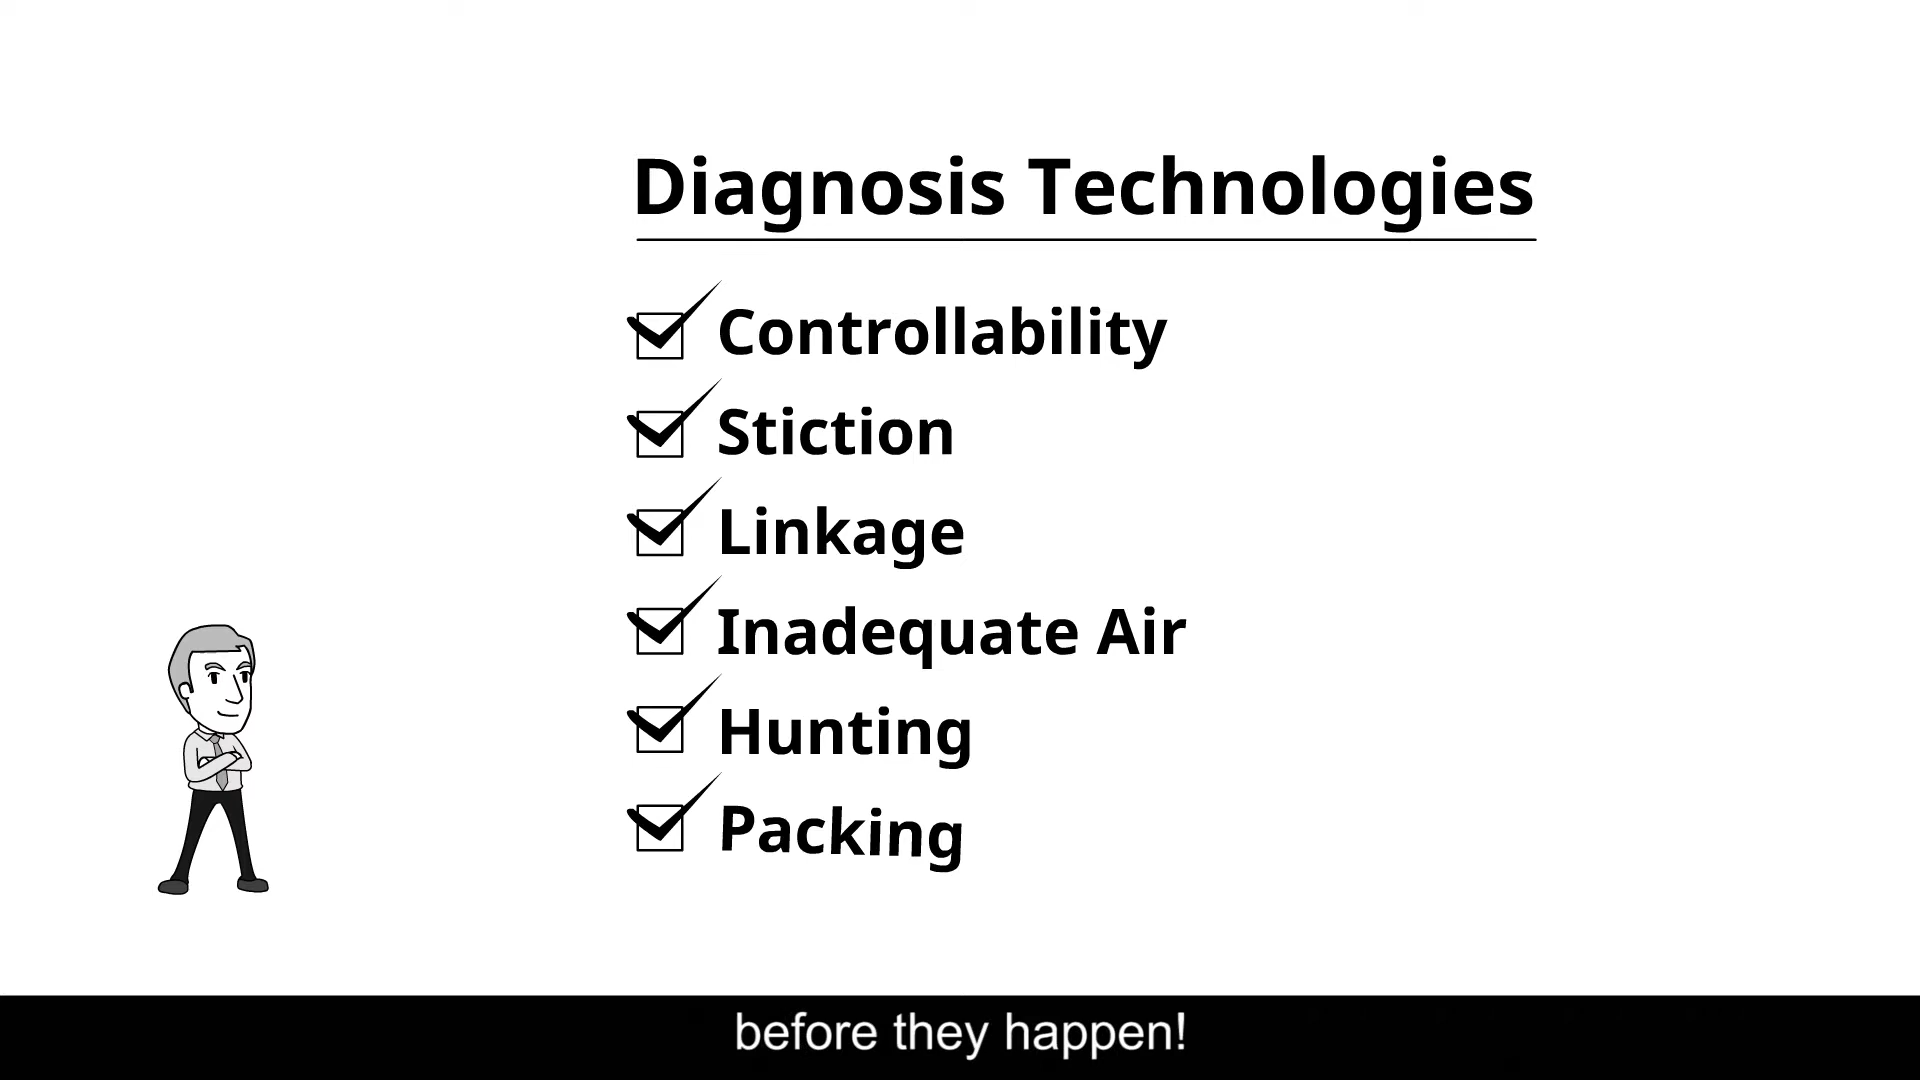 Diagnosis Technologies
Controllability
Stiction
Linkage
Inadequate Air
Hunting
Packing
before they happen!